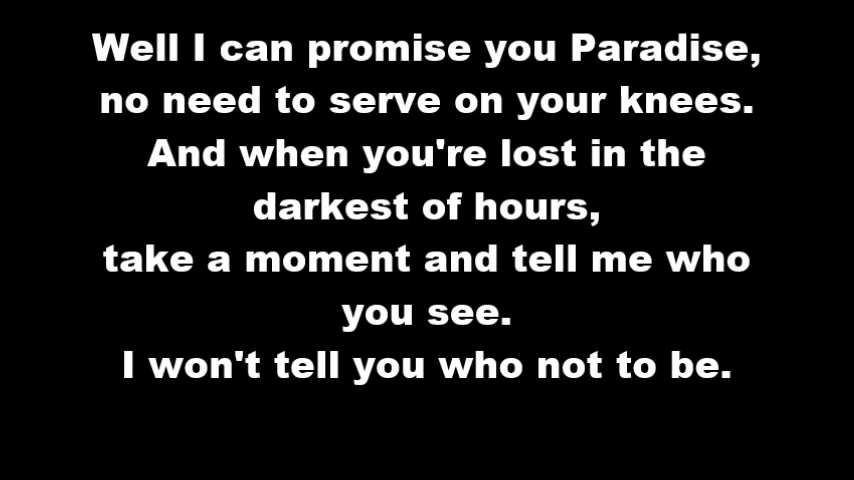 Well I can promise you Paradise,
no need to serve on your knees.
And when you're lost in the
darkest of hours,
take a moment and tell me who
you see.
I won't tell you who not to be.